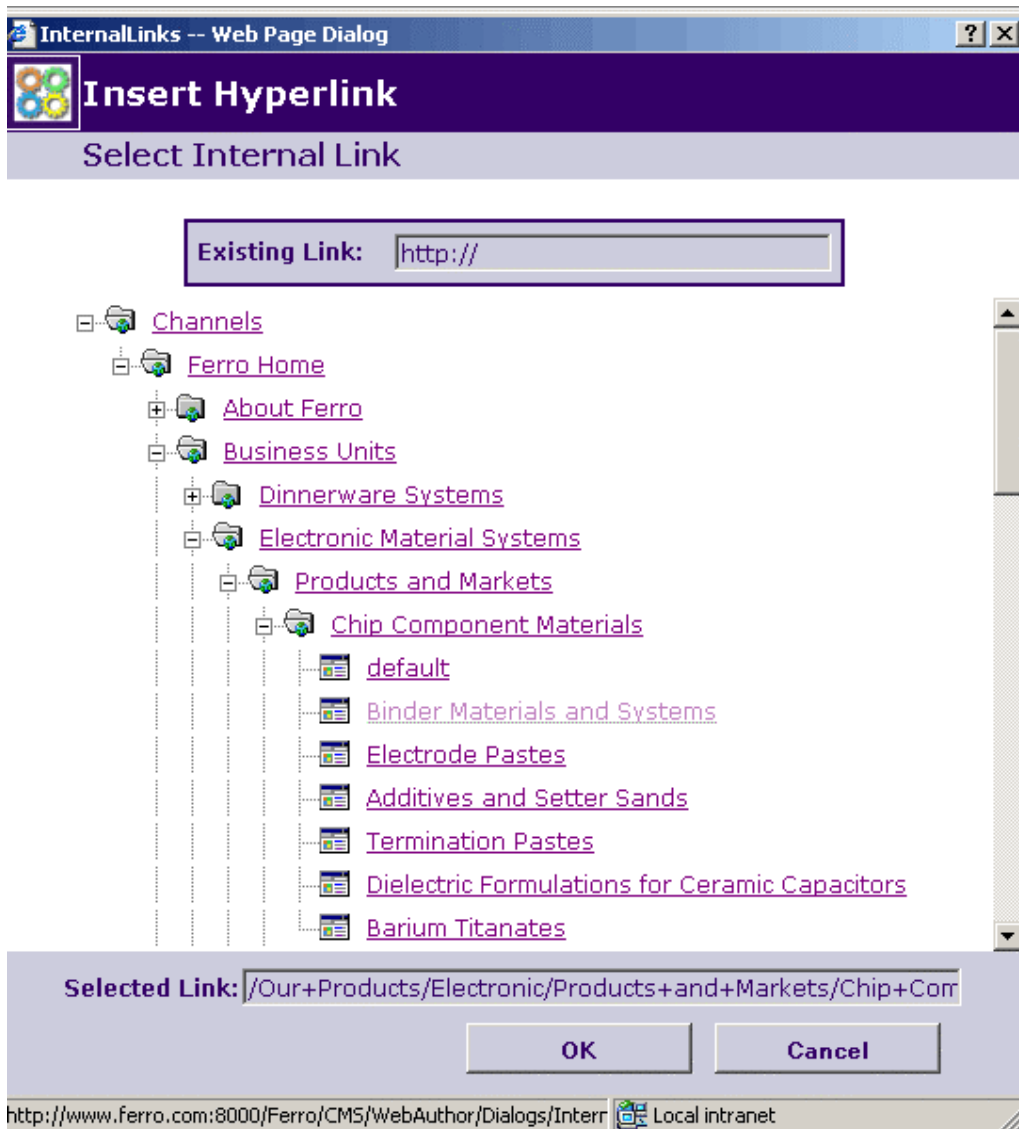 InternalLinks -- Web Page Dialog
Insert Hyperlink
Select Internal Link
Existing Link: http://
Channels
Ferro Home
About Ferro
Business Units
Dinnerware Systems
Electronic Material Systems
Products and Markets
Chip Component Materials
default
Binder Materials and Systems
Electrode Pastes
Additives and Setter Sands
Termination Pastes
Dielectric Formulations for Ceramic Capacitors
Barium Titanates
Selected Link: /Our+Products/Electronic/Products+and+Markets/Chip+Com
OK Cancel
http://www.ferro.com:8000/Ferro/CMS/WebAuthor/Dialogs/Interr Local intranet